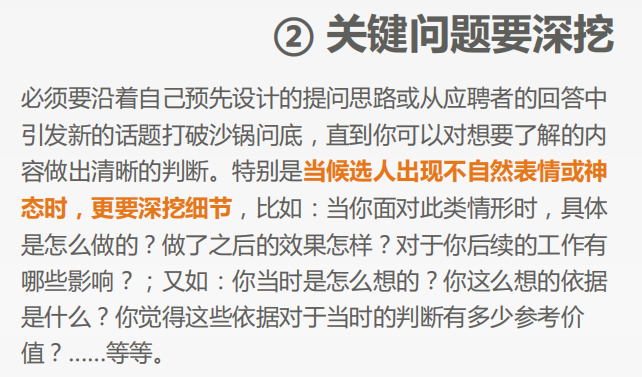 ② 关键问题要深挖
必须要沿着自己预先设计的提问思路或从应聘者的回答中
引发新的话题打破沙锅问底，直到你可以对想要了解的内
容做出清晰的判断。特别是当候选人出现不自然表情或神
态时，更要深挖细节，比如：当你面对此类情形时，具体
是怎么做的？做了之后的效果怎样？对于你后续的工作有
哪些影响？；又如：你当时是怎么想的？你这么想的依据
是什么？你觉得这些依据对于当时的判断有多少参考价
值？……等等。